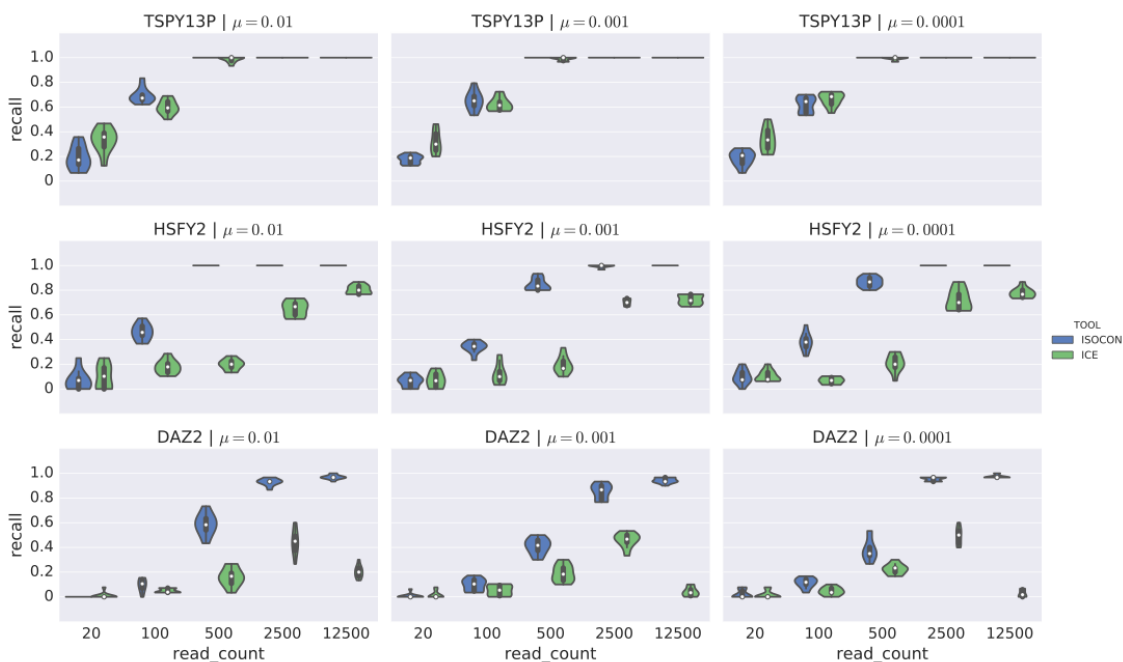 TSPY13P | μ = 0.01
TSPY13P | μ = 0.001
TSPY13P | μ = 0.0001
recall
1.0
0.8
0.6
0.4
0.2
0
HSFY2 | μ = 0.01
HSFY2 | μ = 0.001
HSFY2 | μ = 0.0001
recall
1.0
0.8
0.6
0.4
0.2
0
TOOL
ISOCON
ICE
DAZ2 | μ = 0.01
DAZ2 | μ = 0.001
DAZ2 | μ = 0.0001
recall
1.0
0.8
0.6
0.4
0.2
0
20 100 500 2500 12500
20 100 500 2500 12500
20 100 500 2500 12500
read_count
read_count
read_count